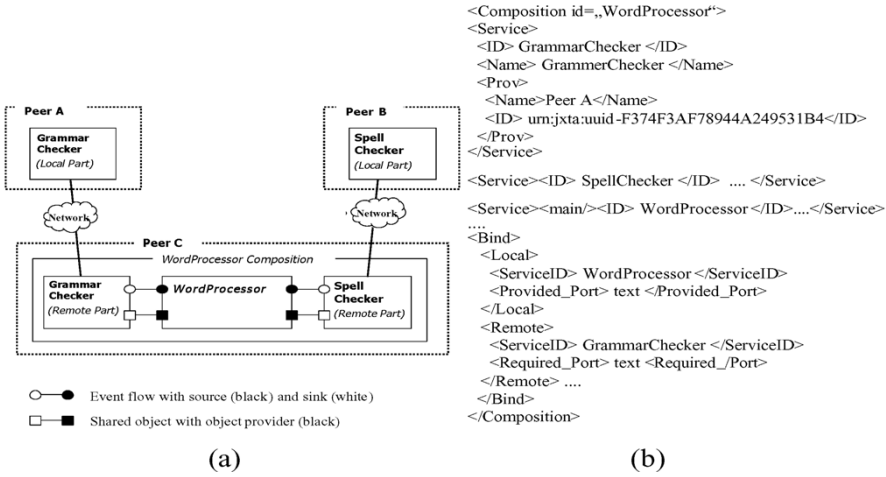 Peer A
Grammar
Checker
(Local Part)
Network
Peer B
Spell
Checker
(Local Part)
Network
Peer C
WordProcessor Composition
Grammar
Checker
(Remote Part)
WordProcessor
Spell
Checker
(Remote Part)
Event flow with source (black) and sink (white)
Shared object with object provider (black)
(a)
<Composition id=„WordProcessor“>
<Service>
<ID> GrammarChecker </ID>
<Name> GrammerChecker </Name>
<Prov>
<Name>Peer A</Name>
<ID> urn:jxta:uuid-F374F3AF78944A249531B4</ID>
</Prov>
</Service>
<Service><ID> SpellChecker </ID> .... </Service>
<Service><main/><ID> WordProcessor </ID>....</Service>
....
<Bind>
<Local>
<ServiceID> WordProcessor </ServiceID>
<Provided_Port> text </Provided_Port>
</Local>
<Remote>
<ServiceID> GrammarChecker </ServiceID>
<Required_Port> text <Required_/Port>
</Remote> ....
</Bind>
</Composition>
(b)